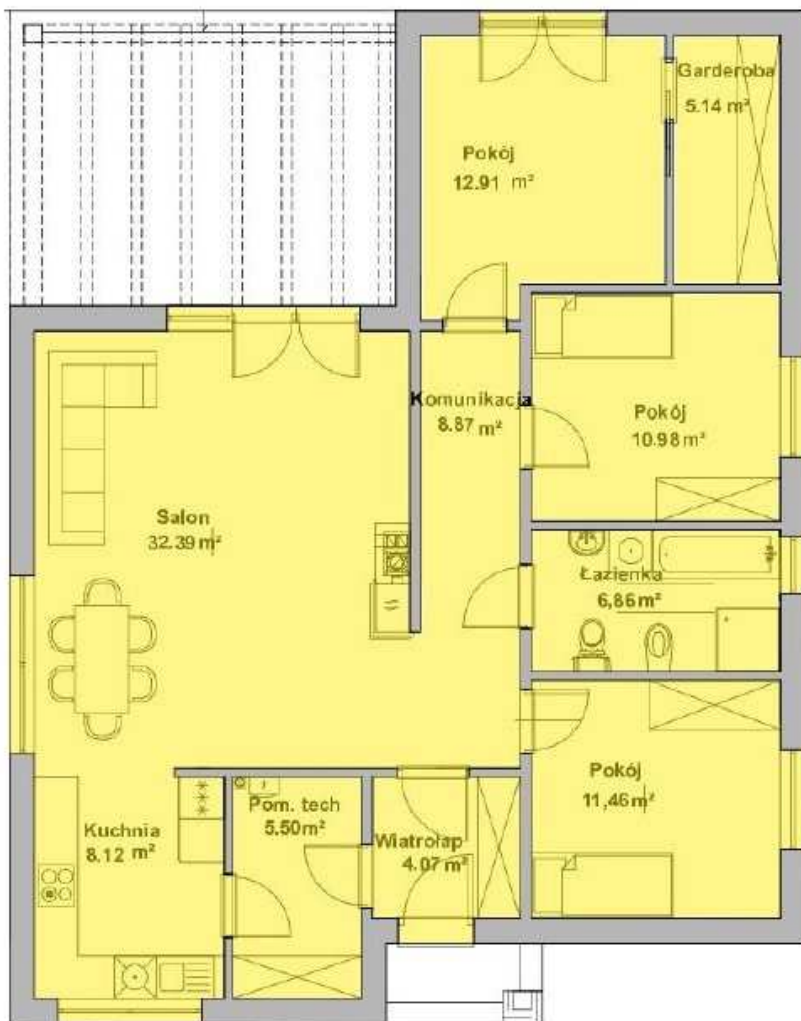 Garderoba
5.14 m²
Pokój
12.91 m²
Komunikacja
8.87 m²
Pokój
10.98 m²
Salon
32.39 m²
Łazienka
6,86 m²
Pokój
11,46 m²
Kuchnia
8.12 m²
Pom. tech
5.50 m²
Wiatrołap
4.07 m²